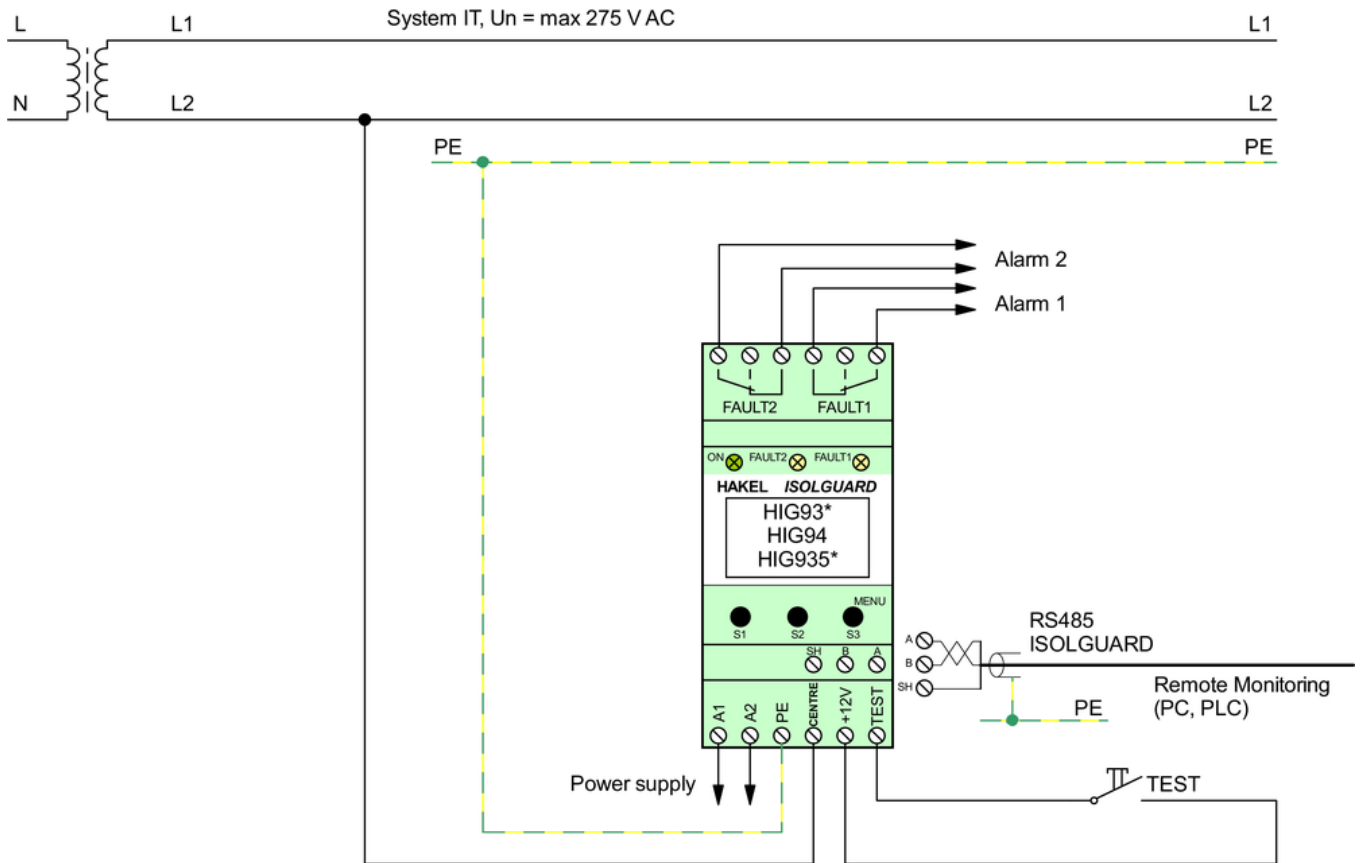 System IT, Un = max 275 V AC
L L1 L1
N L2 L2
PE PE
Alarm 2
Alarm 1
FAULT2 FAULT1
ON FAULT2 FAULT1
HAKEL ISOLGUARD
HIG93*
HIG94
HIG935*
MENU
S1 S2 S3
SH B A
A1 A2 PE CENTRE +12V TEST
A
B
SH
RS485
ISOLGUARD
Remote Monitoring
(PC, PLC)
PE
Power supply
TEST